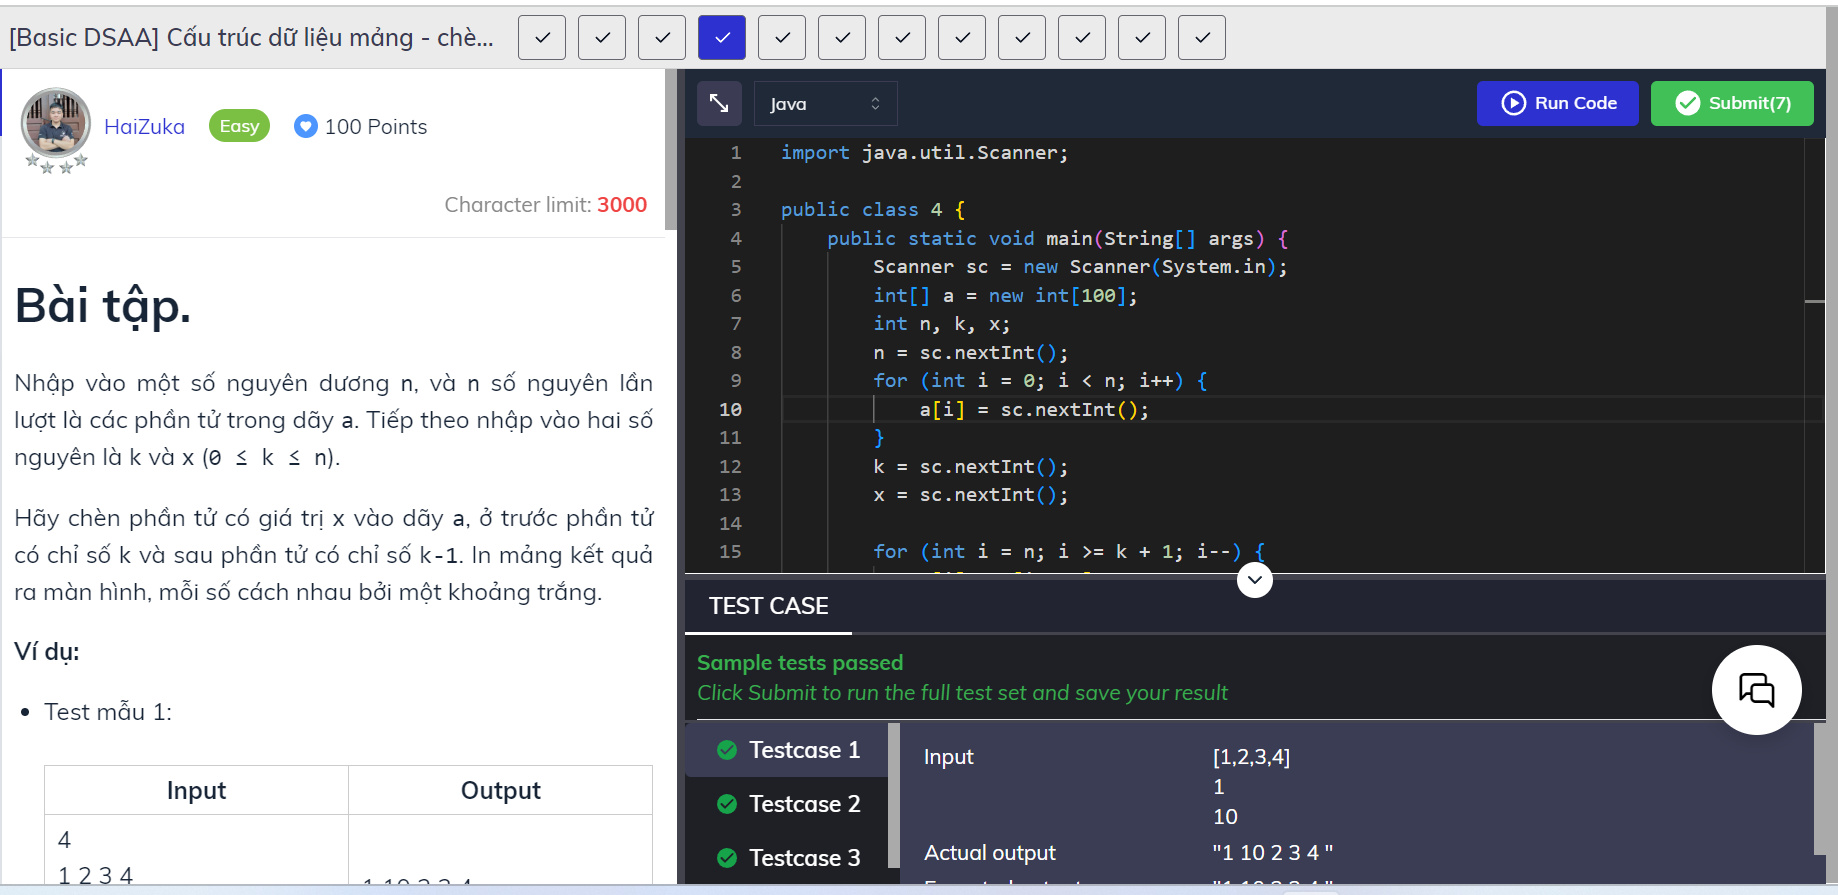 [Basic DSAA] Cấu trúc dữ liệu mảng - chè...
HaiZuka
Easy
100 Points
Character limit: 3000
Bài tập.
Nhập vào một số nguyên dương n, và n số nguyên lần
lượt là các phần tử trong dãy a. Tiếp theo nhập vào hai số
nguyên là k và x (0 ≤ k ≤ n).
Hãy chèn phần tử có giá trị x vào dãy a, ở trước phần tử
có chỉ số k và sau phần tử có chỉ số k-1. In mảng kết quả
ra màn hình, mỗi số cách nhau bởi một khoảng trắng.
Ví dụ:
• Test mẫu 1:
Input Output
4
1 2 3 4
Java
Run Code
Submit(7)
1 import java.util.Scanner;
2
3 public class 4 {
4 public static void main(String[] args) {
5 Scanner sc = new Scanner(System.in);
6 int[] a = new int[100];
7 int n, k, x;
8 n = sc.nextInt();
9 for (int i = 0; i < n; i++) {
10 a[i] = sc.nextInt();
11 }
12 k = sc.nextInt();
13 x = sc.nextInt();
14
15 for (int i = n; i >= k + 1; i--) {
TEST CASE
Sample tests passed
Click Submit to run the full test set and save your result
Testcase 1
Testcase 2
Testcase 3
Input [1,2,3,4]
1
10
Actual output "1 10 2 3 4 "